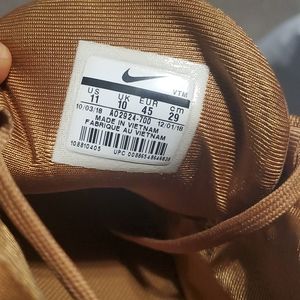 VTM
US UK EUR cm
11 10 45 29
10/03/18 AO2924-700 12/01/18
MADE IN VIETNAM
FABRIQUE AU VIETNAM
108810405